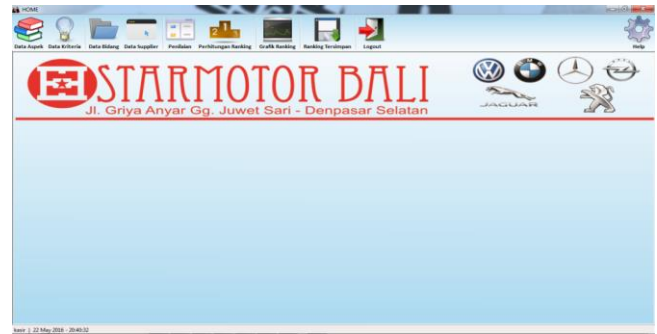 HOME
Data Aspek Data Kriteria Data Bidang Data Supplier Penilaian Perhitungan Ranking Grafik Ranking Ranking Tersimpan Logout Help
STARMOTOR BALI
Jl. Griya Anyar Gg. Juwet Sari - Denpasar Selatan
JAGUAR
kasir | 22 May 2016 - 20:40:32